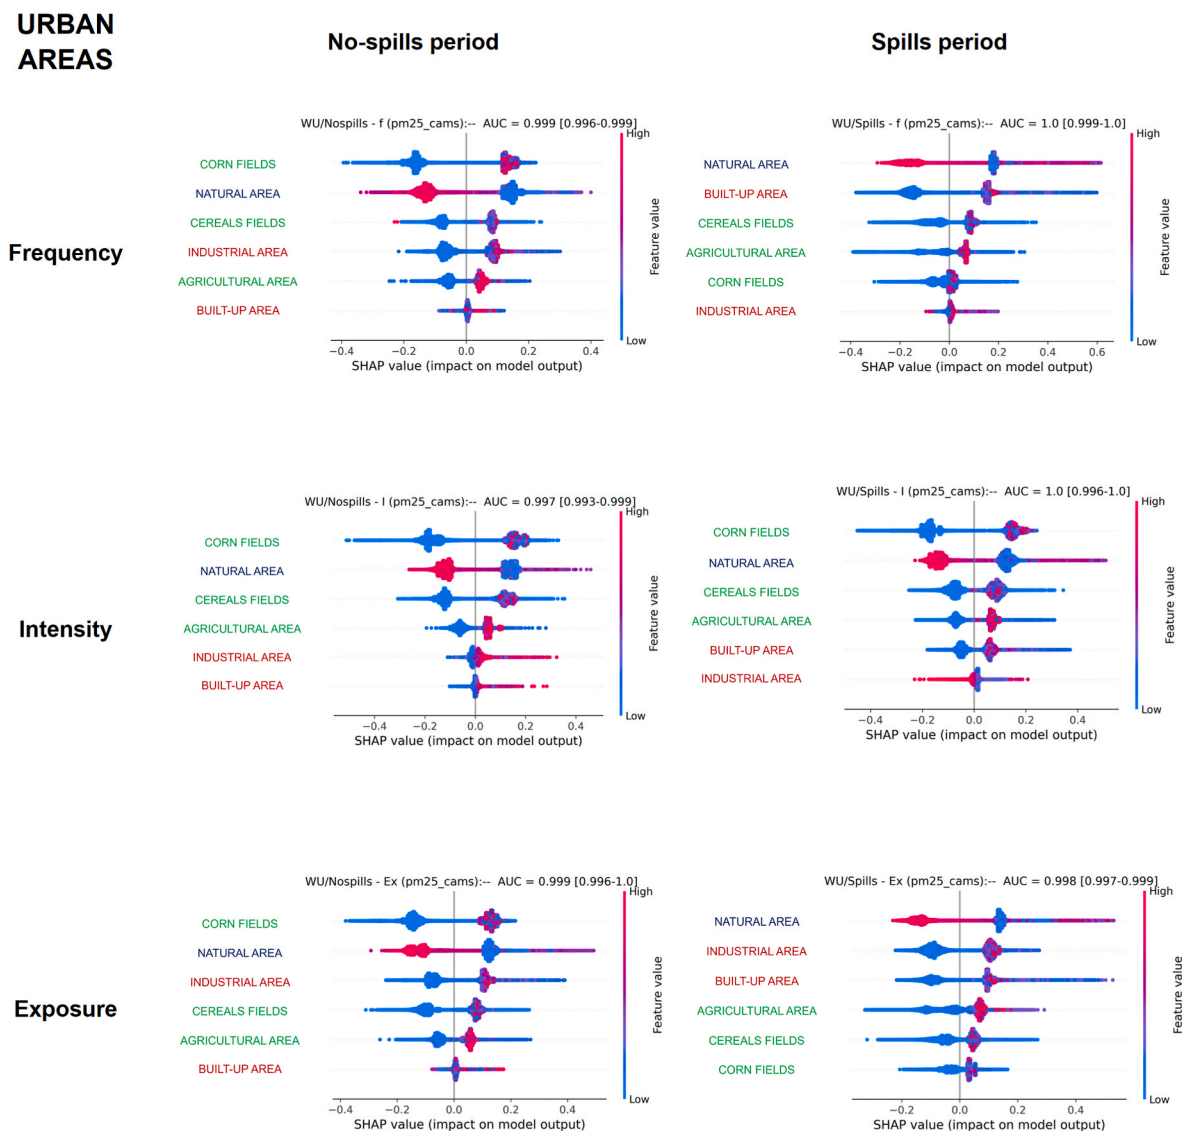 URBAN
AREAS
No-spills period
Spills period
Frequency
WU/Nospills - f (pm25_cams):-- AUC = 0.999 [0.996-0.999]
High
CORN FIELDS
NATURAL AREA
CEREALS FIELDS
INDUSTRIAL AREA
AGRICULTURAL AREA
BUILT-UP AREA
Feature value
Low
−0.4 −0.2 0.0 0.2 0.4
SHAP value (impact on model output)
WU/Spills - f (pm25_cams):-- AUC = 1.0 [0.999-1.0]
High
NATURAL AREA
BUILT-UP AREA
CEREALS FIELDS
AGRICULTURAL AREA
CORN FIELDS
INDUSTRIAL AREA
Feature value
Low
−0.4 −0.2 0.0 0.2 0.4 0.6
SHAP value (impact on model output)
Intensity
WU/Nospills - I (pm25_cams):-- AUC = 0.997 [0.993-0.999]
High
CORN FIELDS
NATURAL AREA
CEREALS FIELDS
AGRICULTURAL AREA
INDUSTRIAL AREA
BUILT-UP AREA
Feature value
Low
−0.4 −0.2 0.0 0.2 0.4
SHAP value (impact on model output)
WU/Spills - I (pm25_cams):-- AUC = 1.0 [0.996-1.0]
High
CORN FIELDS
NATURAL AREA
CEREALS FIELDS
AGRICULTURAL AREA
BUILT-UP AREA
INDUSTRIAL AREA
Feature value
Low
−0.4 −0.2 0.0 0.2 0.4
SHAP value (impact on model output)
Exposure
WU/Nospills - Ex (pm25_cams):-- AUC = 0.999 [0.996-1.0]
High
CORN FIELDS
NATURAL AREA
INDUSTRIAL AREA
CEREALS FIELDS
AGRICULTURAL AREA
BUILT-UP AREA
Feature value
Low
−0.4 −0.2 0.0 0.2 0.4
SHAP value (impact on model output)
WU/Spills - Ex (pm25_cams):-- AUC = 0.998 [0.997-0.999]
High
NATURAL AREA
INDUSTRIAL AREA
BUILT-UP AREA
AGRICULTURAL AREA
CEREALS FIELDS
CORN FIELDS
Feature value
Low
−0.2 0.0 0.2 0.4
SHAP value (impact on model output)